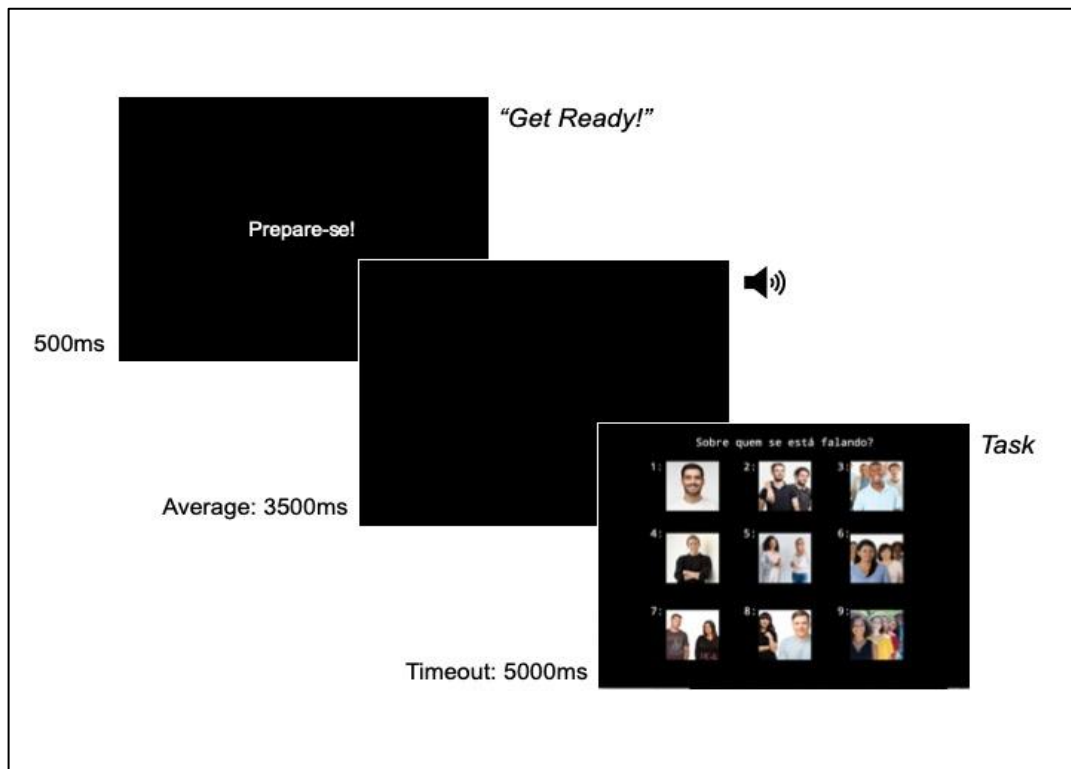 “Get Ready!”
Prepare-se!
500ms
Average: 3500ms
Sobre quem se está falando?
Task
1: 2: 3:
4: 5: 6:
7: 8: 9:
Timeout: 5000ms